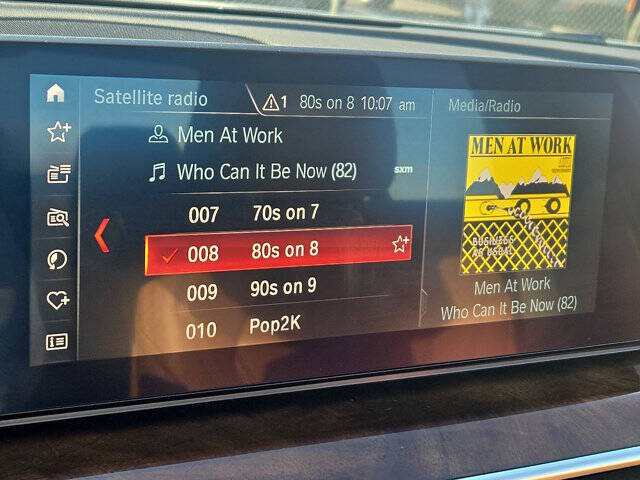 Satellite radio
1 80s on 8 10:07 am
Media/Radio
Men At Work
Who Can It Be Now (82) sxm
007 70s on 7
008 80s on 8
009 90s on 9
010 Pop2K
MEN AT WORK
BUSINESS
AS USUAL
Men At Work
Who Can It Be Now (82)